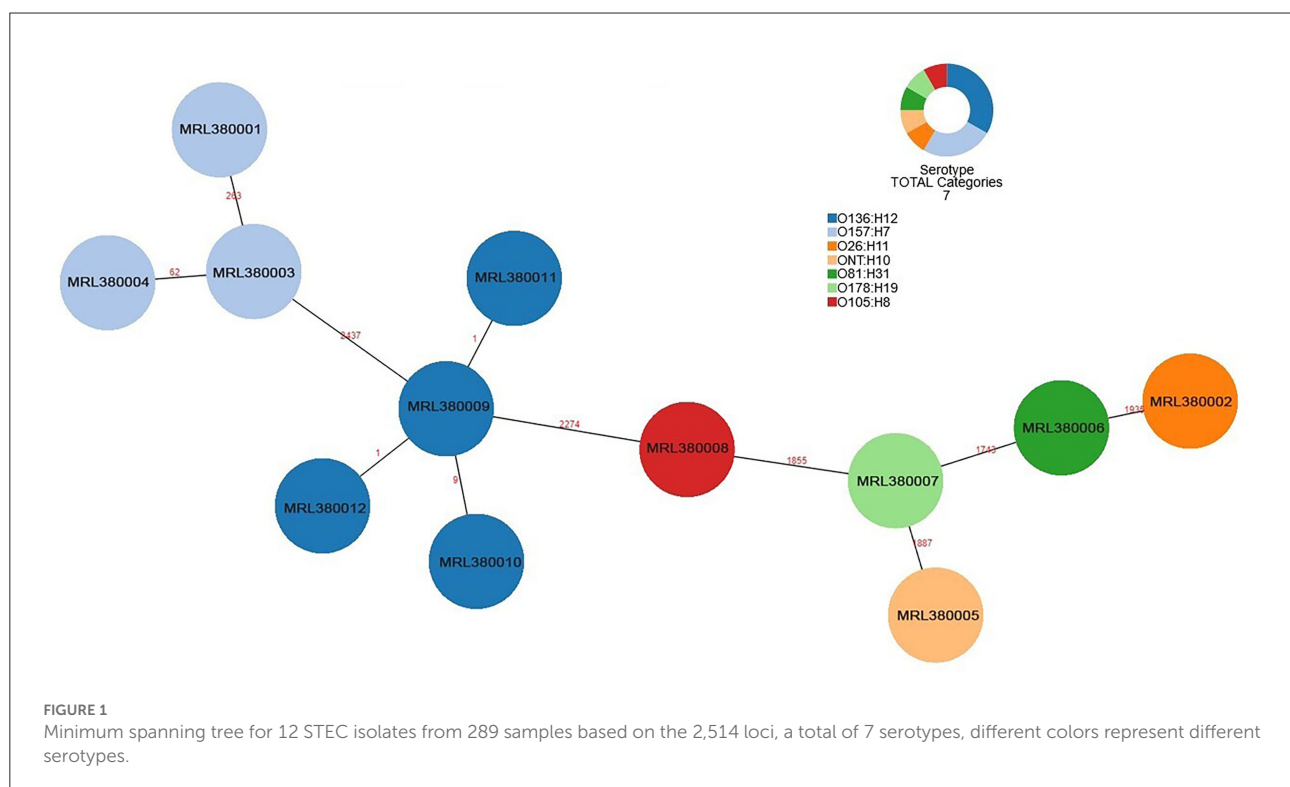 MRL380001
263
MRL380004
62
MRL380003
2437
MRL380011
1
MRL380009
1
MRL380012
9
MRL380010
2274
MRL380008
1855
MRL380007
1743
MRL380006
1935
MRL380002
1887
MRL380005
Serotype
TOTAL Categories
7
O136:H12
O157:H7
O26:H11
ONT:H10
O81:H31
O178:H19
O105:H8
FIGURE 1
Minimum spanning tree for 12 STEC isolates from 289 samples based on the 2,514 loci, a total of 7 serotypes, different colors represent different
serotypes.